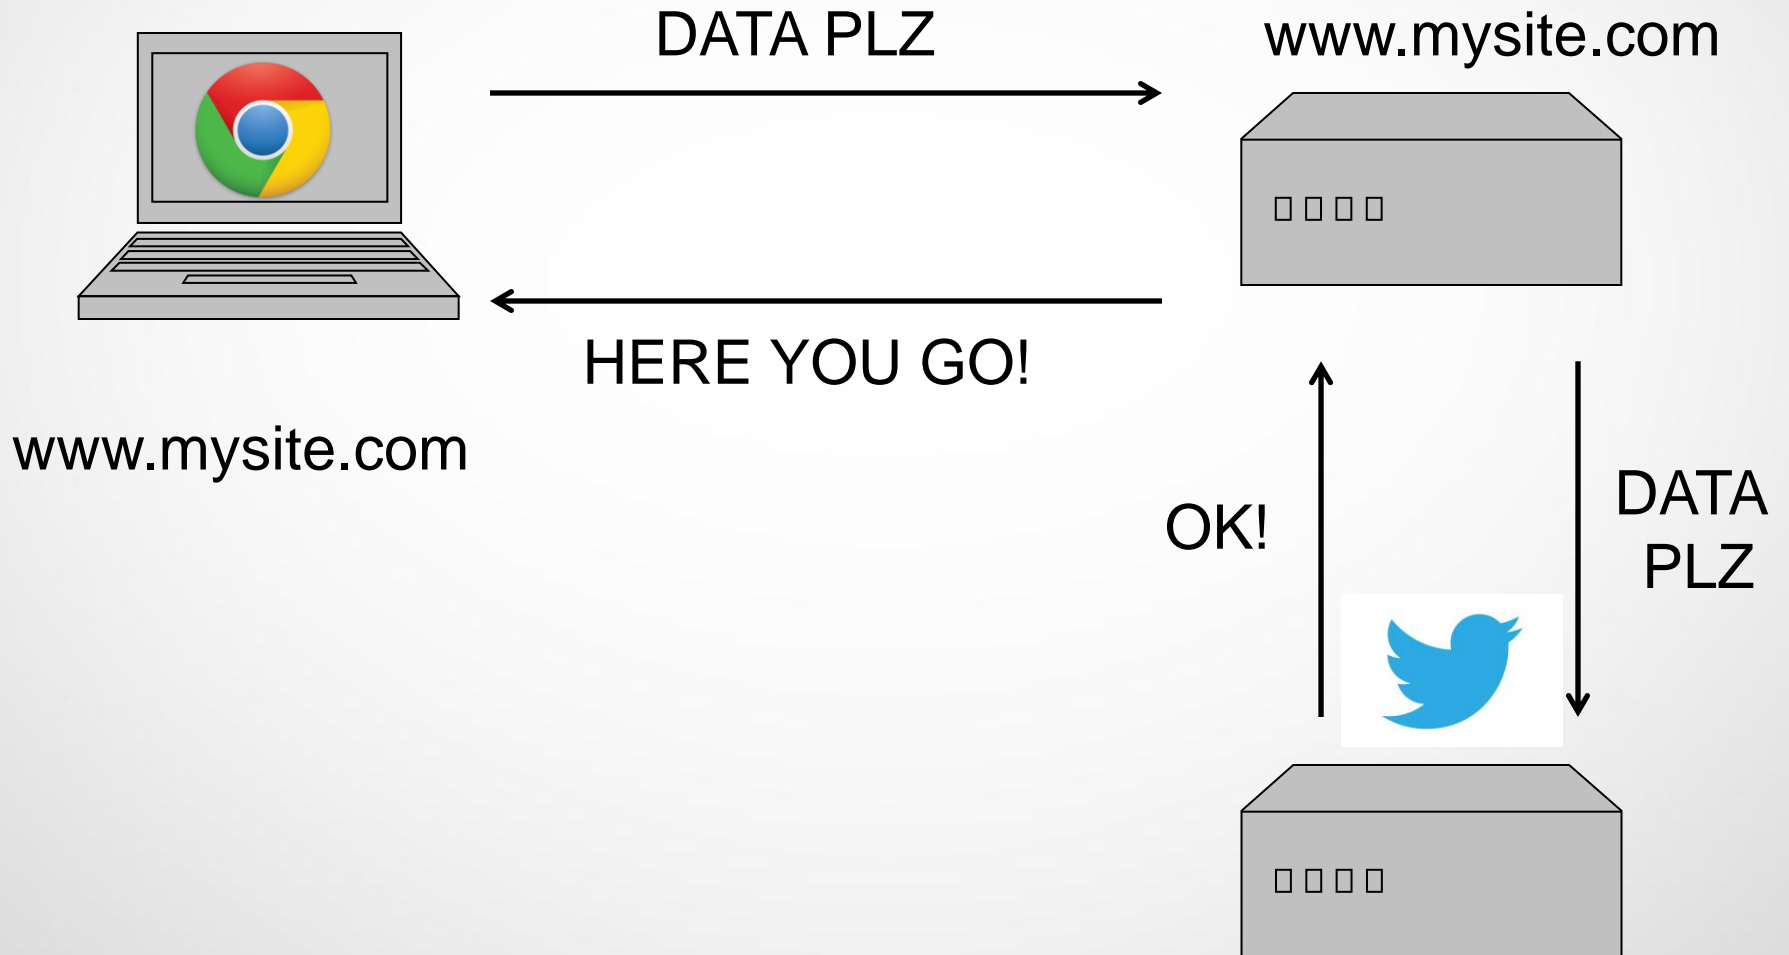 DATA PLZ
www.mysite.com
HERE YOU GO!
www.mysite.com
OK!
DATA
PLZ